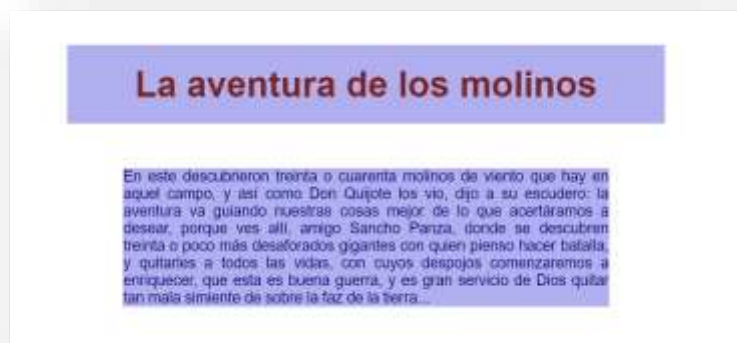 La aventura de los molinos
En este descubrieron treinta o cuarenta molinos de viento que hay en
aquel campo, y así como Don Quijote los vio, dijo a su escudero: la
aventura va guiando nuestras cosas mejor de lo que acertáramos a
desear, porque ves allí, amigo Sancho Panza, donde se descubren
treinta o poco más desaforados gigantes con quien pienso hacer batalla,
y quitarles a todos las vidas, con cuyos despojos comenzaremos a
enriquecer, que esta es buena guerra, y es gran servicio de Dios quitar
tan mala simiente de sobre la faz de la tierra...